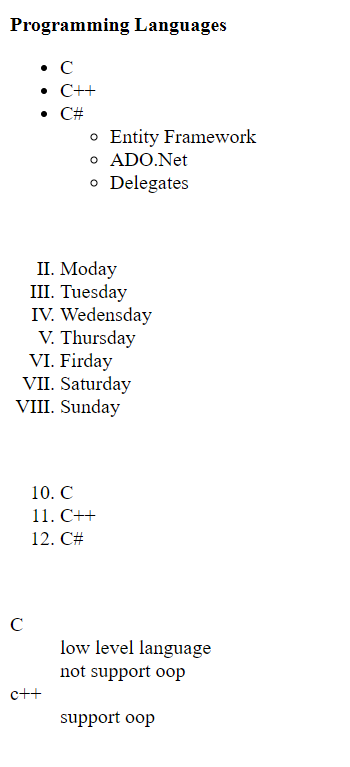 Programming Languages
• C
• C++
• C#
◦ Entity Framework
◦ ADO.Net
◦ Delegates
II. Moday
III. Tuesday
IV. Wedensday
V. Thursday
VI. Firday
VII. Saturday
VIII. Sunday
10. C
11. C++
12. C#
C
low level language
not support oop
c++
support oop